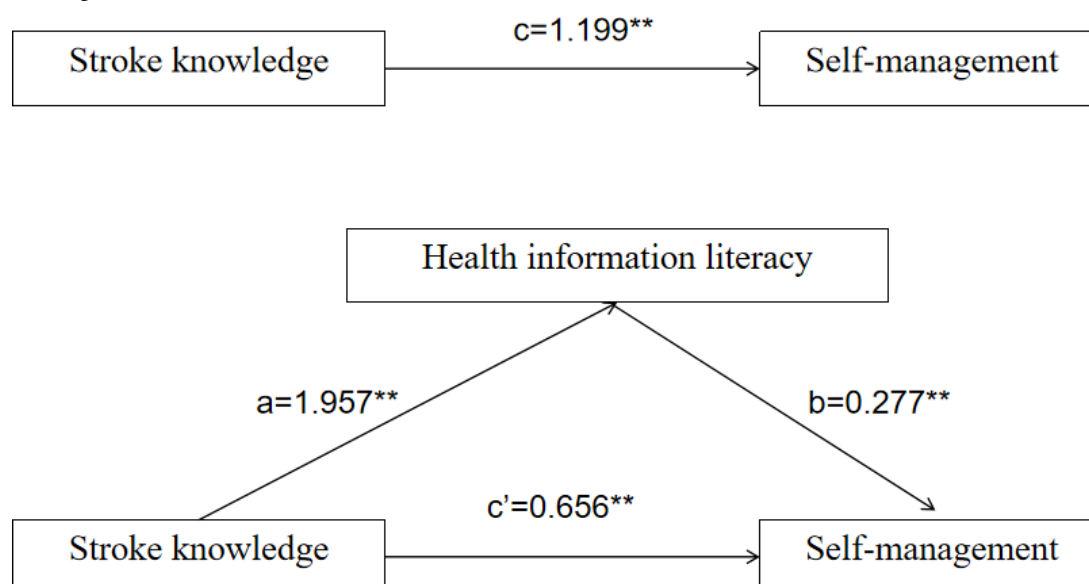 c=1.199**
Stroke knowledge
Self-management
Health information literacy
a=1.957**
b=0.277**
c’=0.656**
Stroke knowledge
Self-management